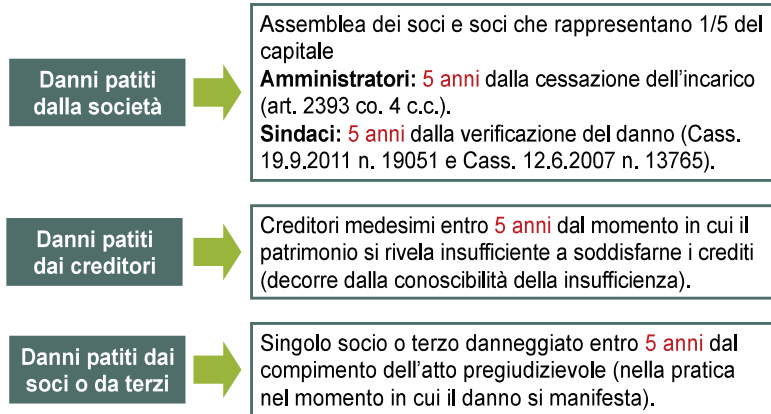 Danni patiti
dalla società
Assemblea dei soci e soci che rappresentano 1/5 del
capitale
Amministratori: 5 anni dalla cessazione dell'incarico
(art. 2393 co. 4 c.c.).
Sindaci: 5 anni dalla verificazione del danno (Cass.
19.9.2011 n. 19051 e Cass. 12.6.2007 n. 13765).
Danni patiti
dai creditori
Creditori medesimi entro 5 anni dal momento in cui il
patrimonio si rivela insufficiente a soddisfarne i crediti
(decorre dalla conoscibilità della insufficienza).
Danni patiti dai
soci o da terzi
Singolo socio o terzo danneggiato entro 5 anni dal
compimento dell'atto pregiudizievole (nella pratica
nel momento in cui il danno si manifesta).